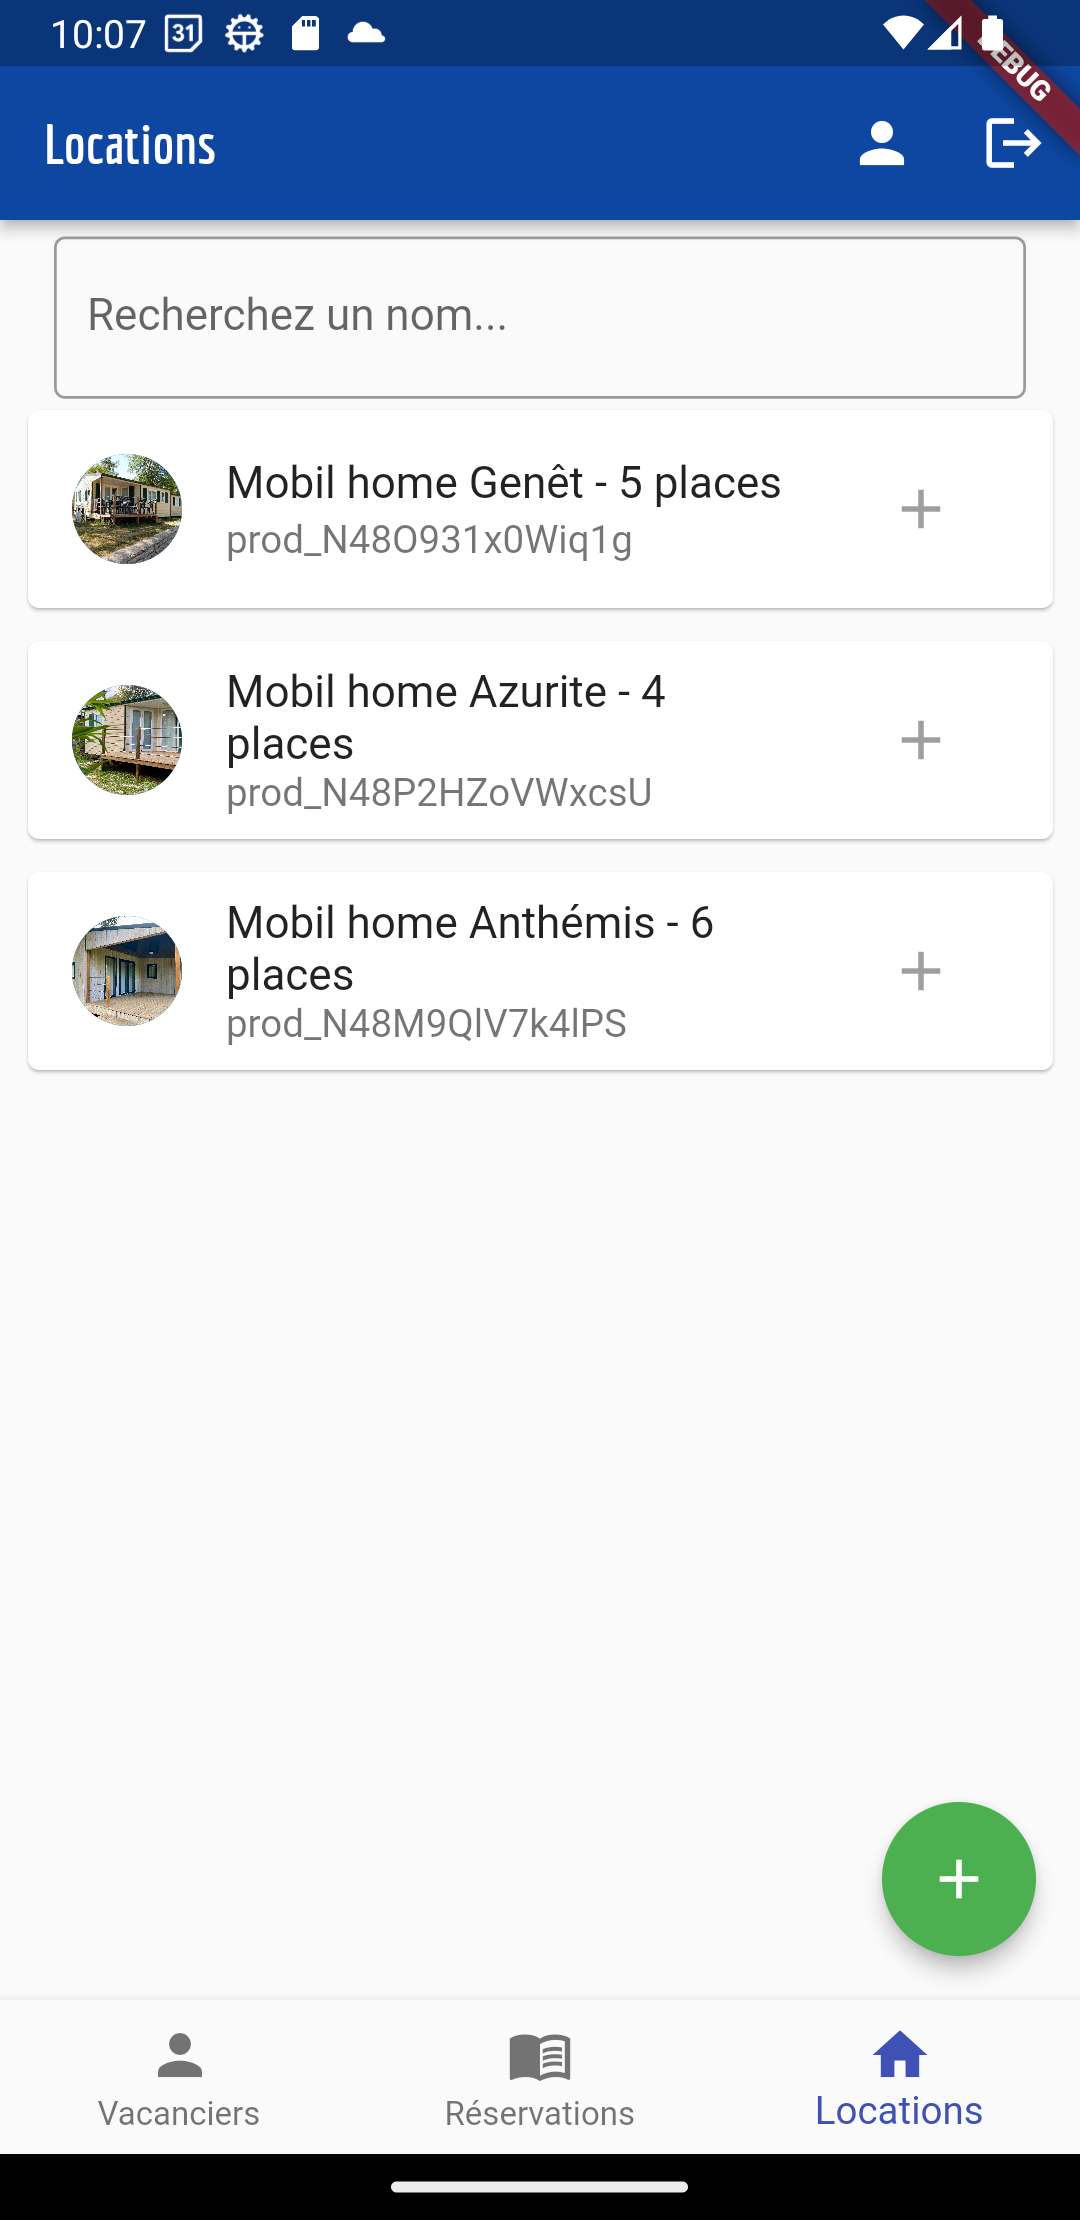 10:07
31
Locations
Recherchez un nom...
Mobil home Genêt - 5 places
prod_N48O931x0Wiq1g
Mobil home Azurite - 4
places
prod_N48P2HZoVWxcsU
Mobil home Anthémis - 6
places
prod_N48M9QlV7k4lPS
Vacanciers
Réservations
Locations